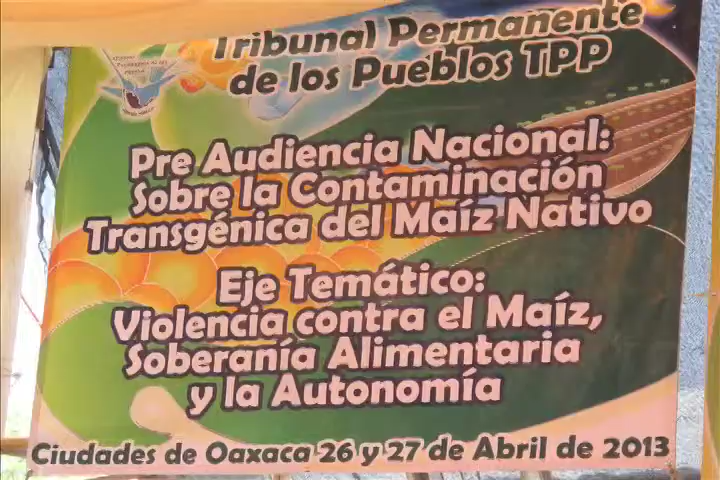 Tribunal Permanente
de los Pueblos TPP
Pre Audiencia Nacional:
Sobre la Contaminación
Transgénica del Maíz Nativo
Eje Temático:
Violencia contra el Maíz,
Soberanía Alimentaria
y la Autonomía
Ciudades de Oaxaca 26 y 27 de Abril de 2013